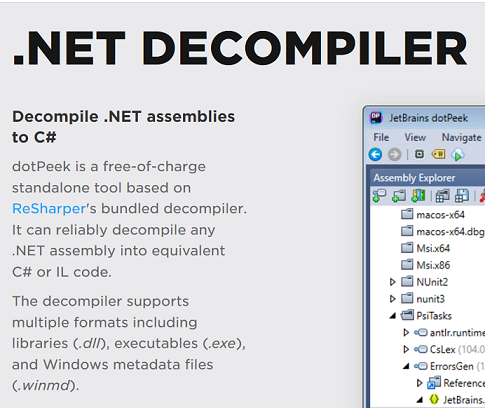 .NET DECOMPILER
Decompile .NET assemblies
to C#
dotPeek is a free-of-charge
standalone tool based on
ReSharper's bundled decompiler.
It can reliably decompile any
.NET assembly into equivalent
C# or IL code.
The decompiler supports
multiple formats including
libraries (.dll), executables (.exe),
and Windows metadata files
(.winmd).
DP JetBrains dotPeek
File View Navigate
Assembly Explorer
macos-x64
macos-x64.dbg
Msi.x64
Msi.x86
NUnit2
nunit3
PsiTasks
antlr.runtime
CsLex (104.0
ErrorsGen (1
Reference
JetBrains.